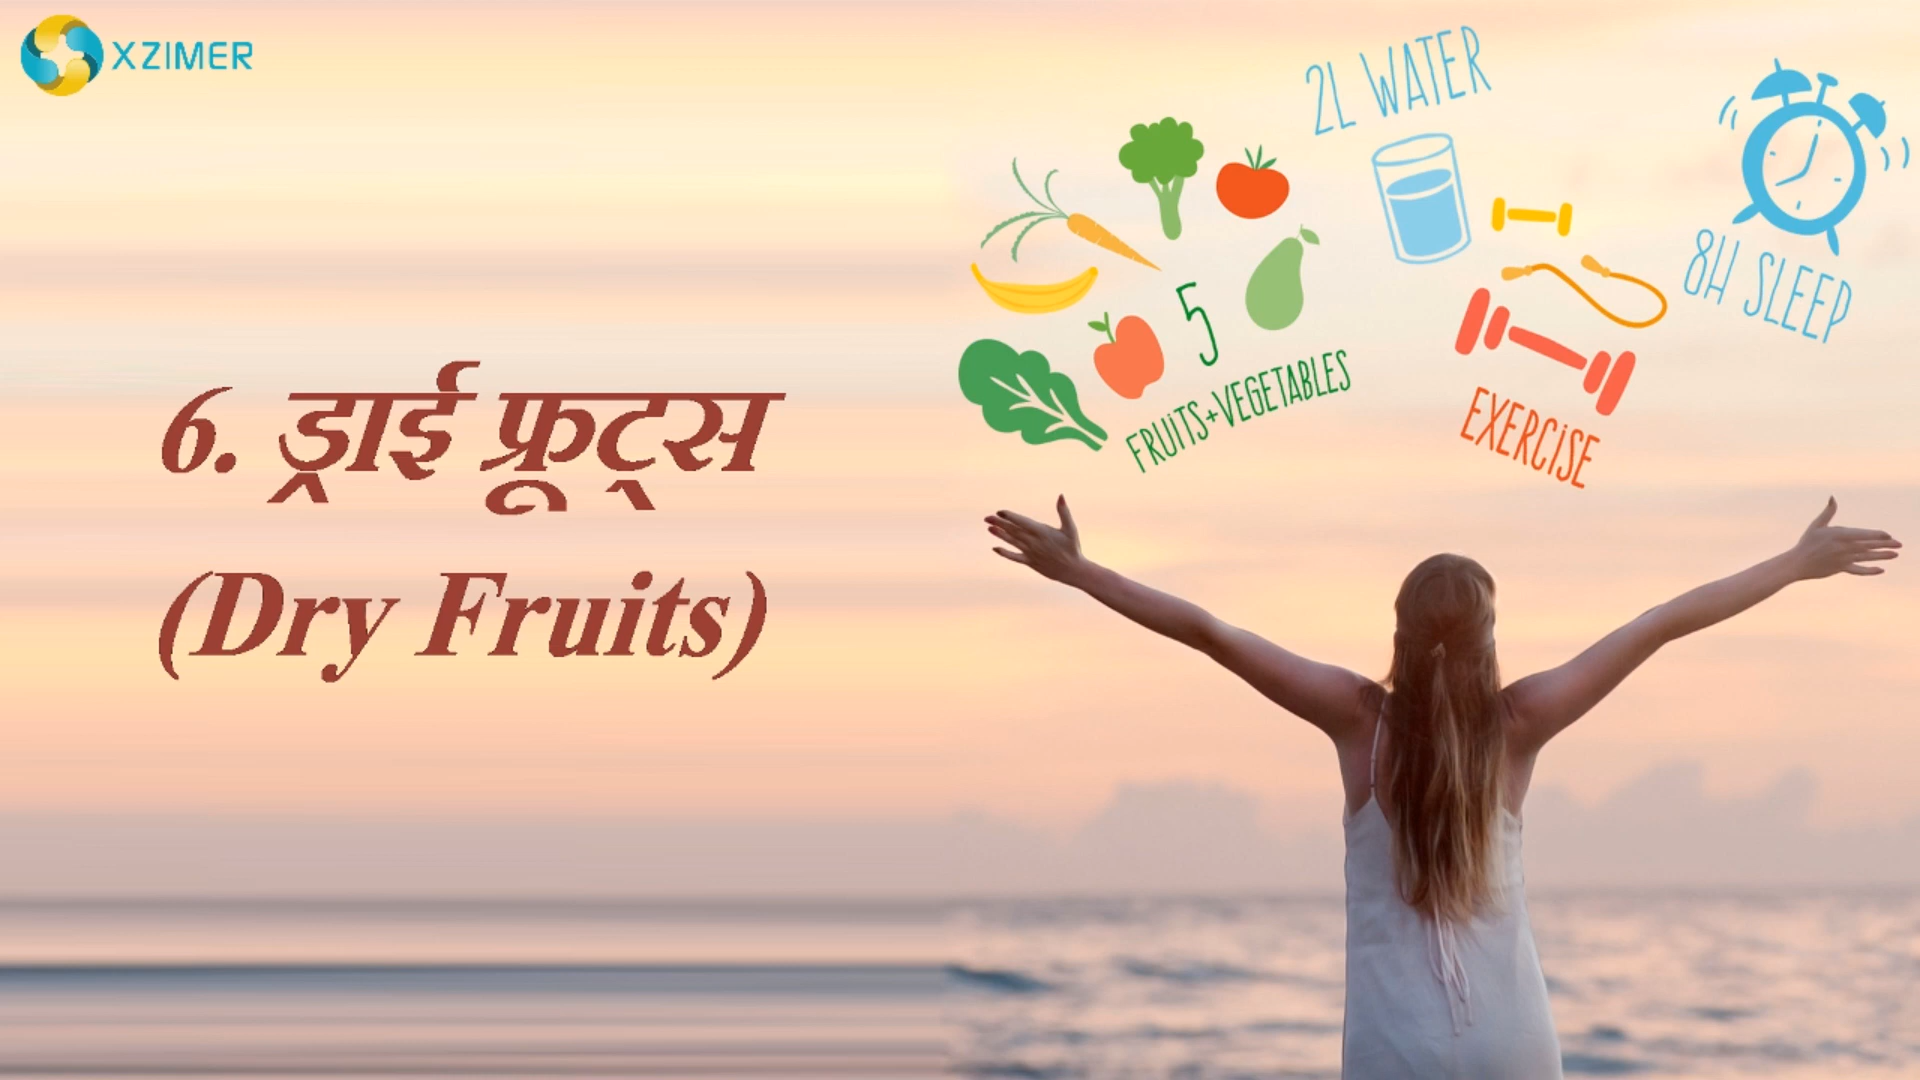 XZIMER
6. ड्राई फ्रूट्स
(Dry Fruits)
2L WATER
8H SLEEP
5
FRUITS+VEGETABLES
EXERCISE